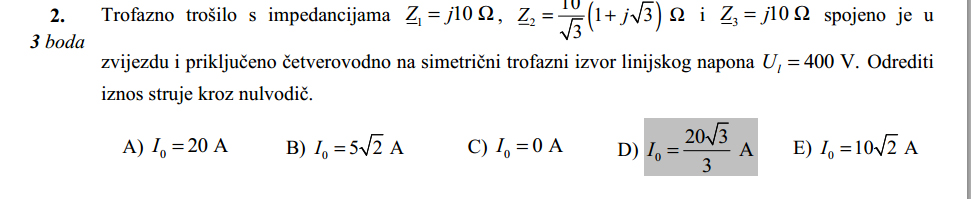 2. Trofazno trošilo s impedancijama Z₁ = j10 Ω, Z₂ = 10/√3 (1 + j√3) Ω i Z₃ = j10 Ω spojeno je u
3 boda
zvijezdu i priključeno četverovodno na simetrični trofazni izvor linijskog napona U_l = 400 V. Odrediti
iznos struje kroz nulvodič.
A) I₀ = 20 A B) I₀ = 5√2 A C) I₀ = 0 A D) I₀ = 20√3/3 A E) I₀ = 10√2 A